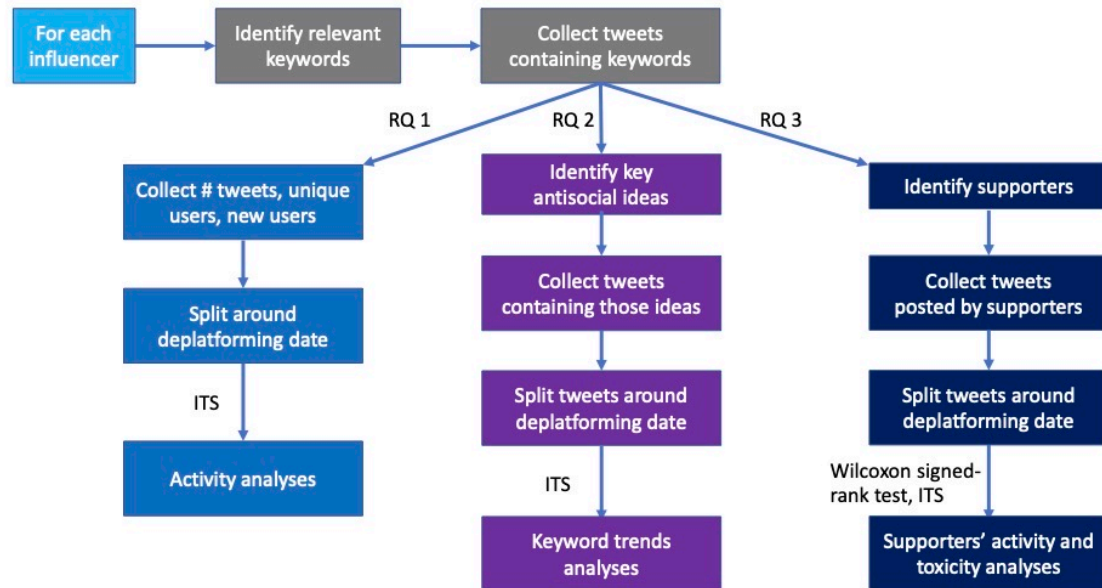 For each
influencer
Identify relevant
keywords
Collect tweets
containing keywords
RQ 1
RQ 2
RQ 3
Collect # tweets, unique
users, new users
Split around
deplatforming date
ITS
Activity analyses
Identify key
antisocial ideas
Collect tweets
containing those ideas
Split tweets around
deplatforming date
ITS
Keyword trends
analyses
Identify supporters
Collect tweets
posted by supporters
Split tweets around
deplatforming date
Wilcoxon signed-
rank test, ITS
Supporters’ activity and
toxicity analyses